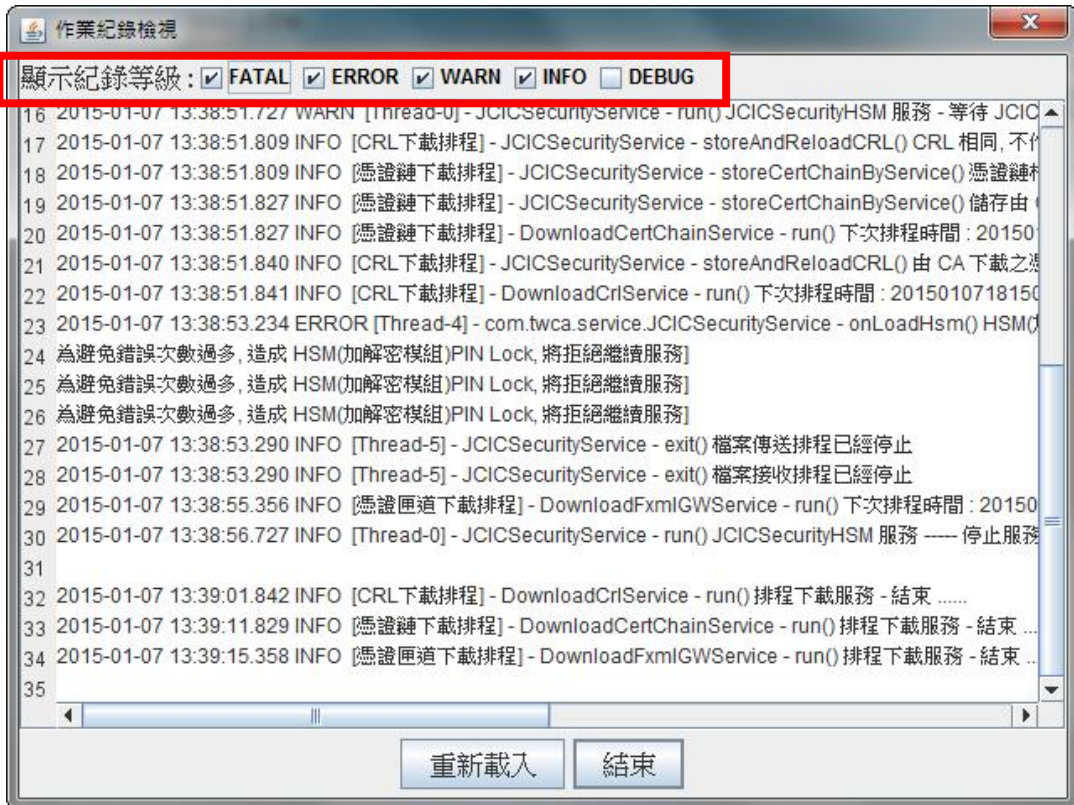 作業紀錄檢視
顯示紀錄等級 : FATAL ERROR WARN INFO DEBUG
16 2015-01-07 13:38:51.727 WARN [Thread-0] - JCICSecurityService - run() JCICSecurityHSM 服務 - 等待 JCIC
17 2015-01-07 13:38:51.809 INFO [CRL下載排程] - JCICSecurityService - storeAndReloadCRL() CRL 相同, 不
18 2015-01-07 13:38:51.809 INFO [憑證鏈下載排程] - JCICSecurityService - storeCertChainByService() 憑證鏈
19 2015-01-07 13:38:51.827 INFO [憑證鏈下載排程] - JCICSecurityService - storeCertChainByService() 儲存由
20 2015-01-07 13:38:51.827 INFO [憑證鏈下載排程] - DownloadCertChainService - run() 下次排程時間 : 20150
21 2015-01-07 13:38:51.840 INFO [CRL下載排程] - JCICSecurityService - storeAndReloadCRL() 由 CA 下載之憑
22 2015-01-07 13:38:51.841 INFO [CRL下載排程] - DownloadCrlService - run() 下次排程時間 : 2015010718150
23 2015-01-07 13:38:53.234 ERROR [Thread-4] - com.twca.service.JCICSecurityService - onLoadHsm() HSM(
24 為避免錯誤次數過多, 造成 HSM(加解密模組)PIN Lock, 將拒絕繼續服務]
25 為避免錯誤次數過多, 造成 HSM(加解密模組)PIN Lock, 將拒絕繼續服務]
26 為避免錯誤次數過多, 造成 HSM(加解密模組)PIN Lock, 將拒絕繼續服務]
27 2015-01-07 13:38:53.290 INFO [Thread-5] - JCICSecurityService - exit() 檔案傳送排程已經停止
28 2015-01-07 13:38:53.290 INFO [Thread-5] - JCICSecurityService - exit() 檔案接收排程已經停止
29 2015-01-07 13:38:55.356 INFO [憑證匣道下載排程] - DownloadFxmlGWService - run() 下次排程時間 : 20150
30 2015-01-07 13:38:56.727 INFO [Thread-0] - JCICSecurityService - run() JCICSecurityHSM 服務 ----- 停止服務
31
32 2015-01-07 13:39:01.842 INFO [CRL下載排程] - DownloadCrlService - run() 排程下載服務 - 結束 ......
33 2015-01-07 13:39:11.829 INFO [憑證鏈下載排程] - DownloadCertChainService - run() 排程下載服務 - 結束 ...
34 2015-01-07 13:39:15.358 INFO [憑證匣道下載排程] - DownloadFxmlGWService - run() 排程下載服務 - 結束 ..
35
重新載入 結束